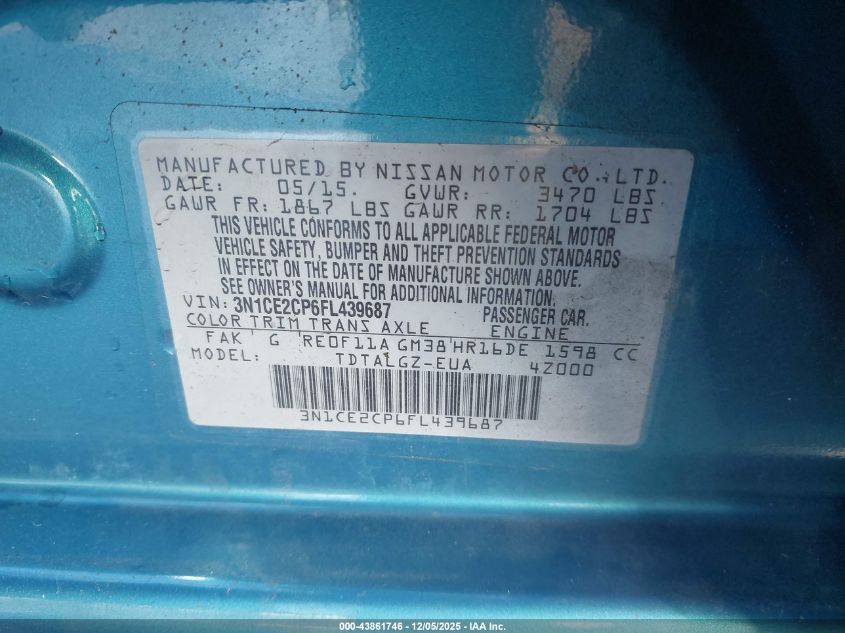 MANUFACTURED BY NISSAN MOTOR CO., LTD.
DATE: 05/15. GVWR: 3470 LBS
GAWR FR: 1867 LBS GAWR RR: 1704 LBS
THIS VEHICLE CONFORMS TO ALL APPLICABLE FEDERAL MOTOR
VEHICLE SAFETY, BUMPER AND THEFT PREVENTION STANDARDS
IN EFFECT ON THE DATE OF MANUFACTURE SHOWN ABOVE.
SEE OWNER'S MANUAL FOR ADDITIONAL INFORMATION.
VIN: 3N1CE2CP6FL439687 PASSENGER CAR.
COLOR TRIM TRANS AXLE ENGINE
FAK G RE0F11A GM38 HR16DE 1598 CC
MODEL: TDTALGZ-EUA 4Z000
3N1CE2CP6FL439687
000-43861746 - 12/05/2025 - IAA Inc.